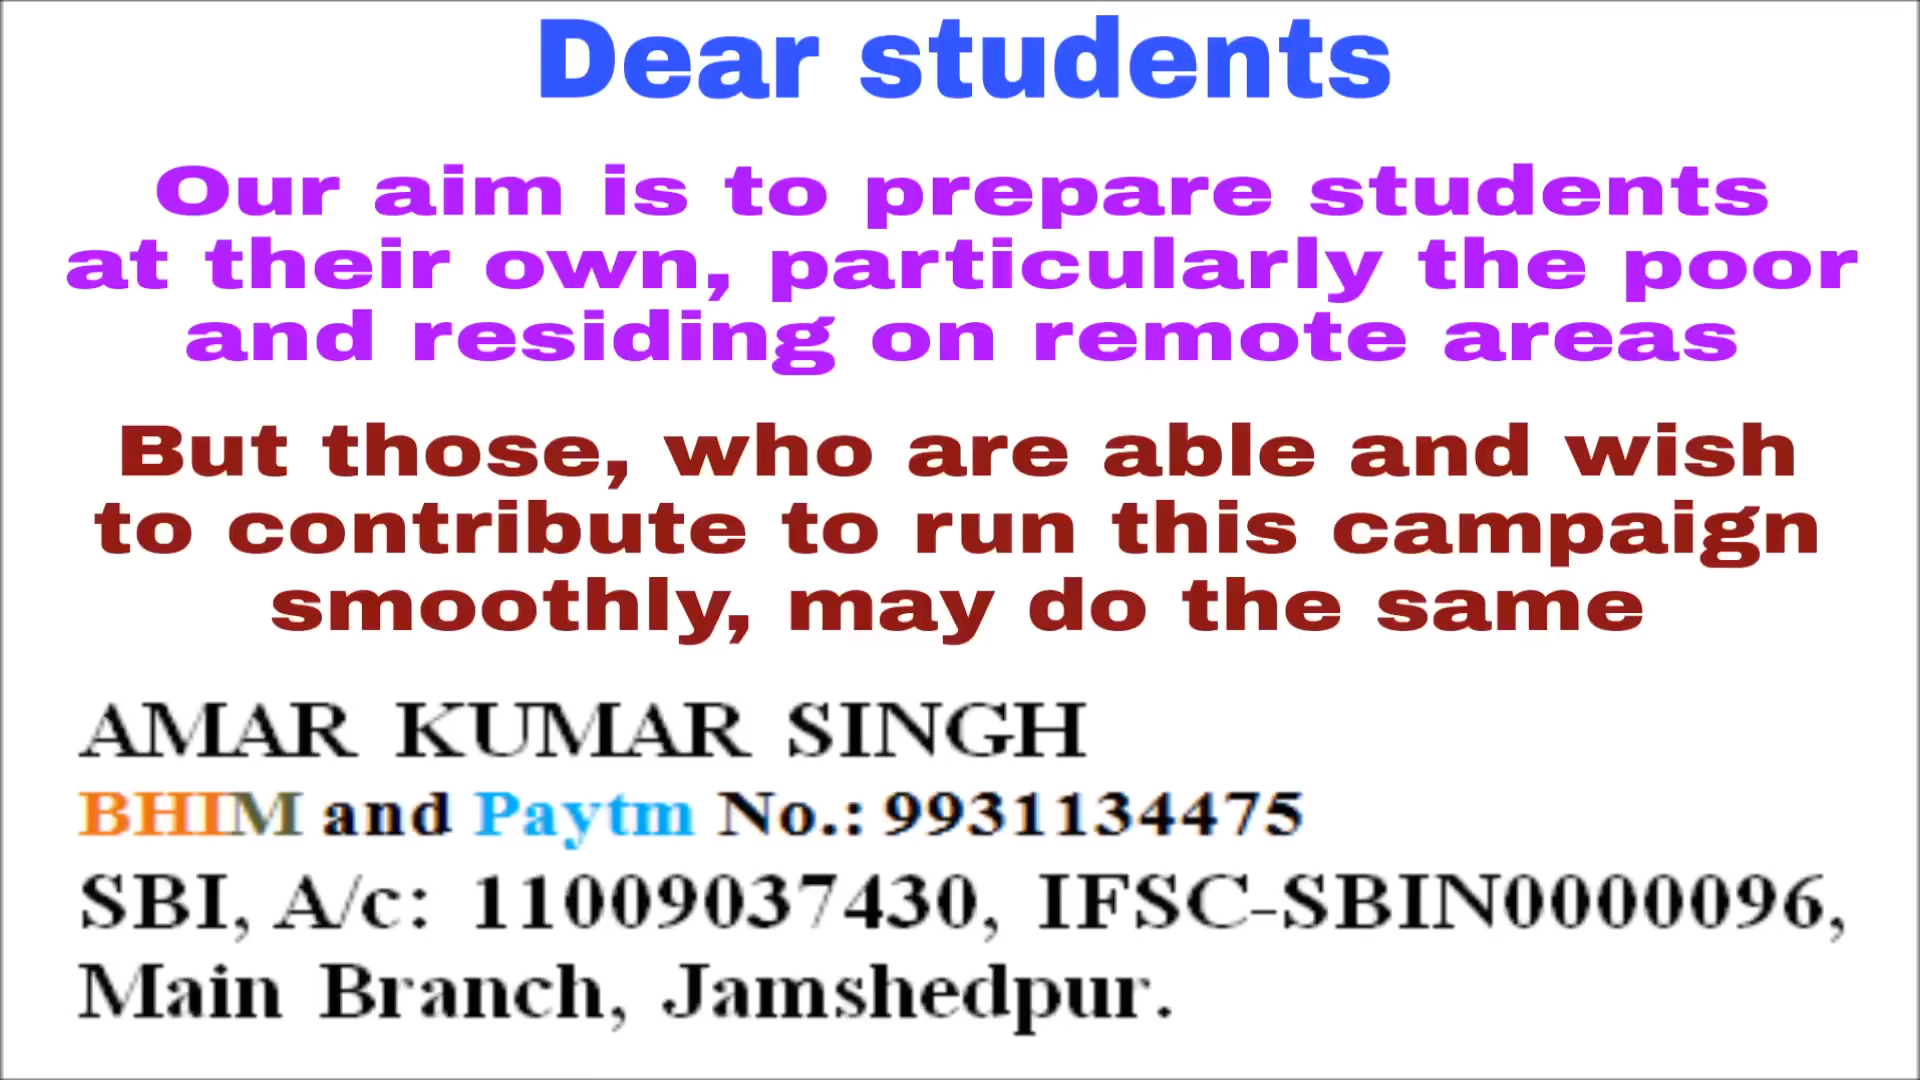 Dear students
Our aim is to prepare students
at their own, particularly the poor
and residing on remote areas
But those, who are able and wish
to contribute to run this campaign
smoothly, may do the same
AMAR KUMAR SINGH
BHIM and Paytm No.: 9931134475
SBI, A/c: 11009037430, IFSC-SBIN0000096,
Main Branch, Jamshedpur.